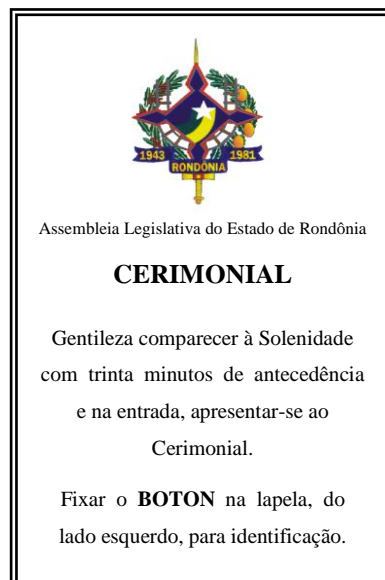 1943 1981
RONDÔNIA
Assembleia Legislativa do Estado de Rondônia
CERIMONIAL
Gentileza comparecer à Solenidade
com trinta minutos de antecedência
e na entrada, apresentar-se ao
Cerimonial.
Fixar o BOTON na lapela, do
lado esquerdo, para identificação.